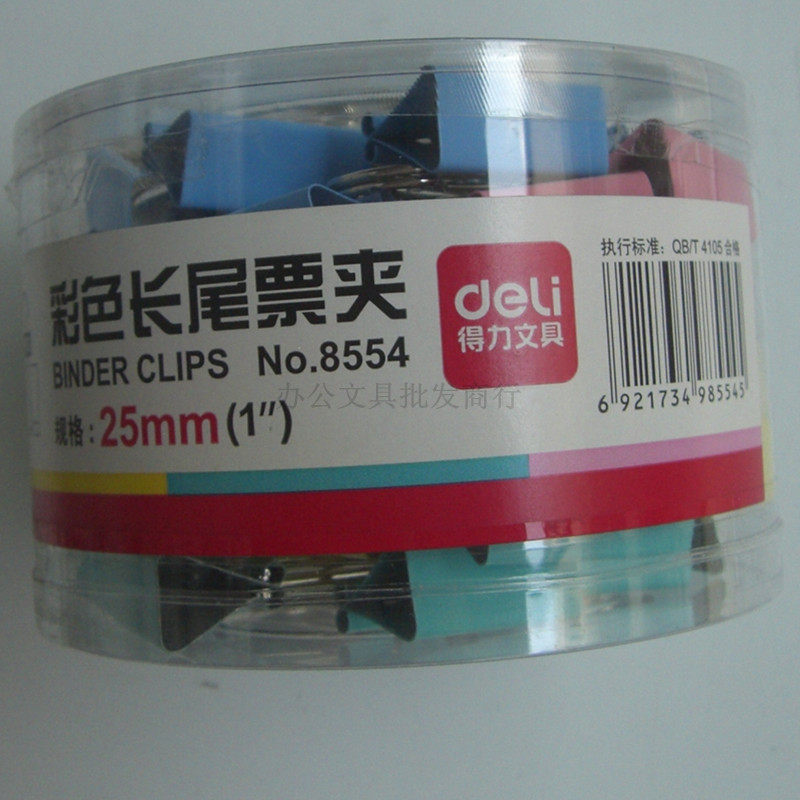 彩色长尾票夹
BINDER CLIPS No.8554
规格：25mm(1")
deli
得力文具
执行标准：QB/T 4105 合格
6 921734 985545
办公文具批发商行